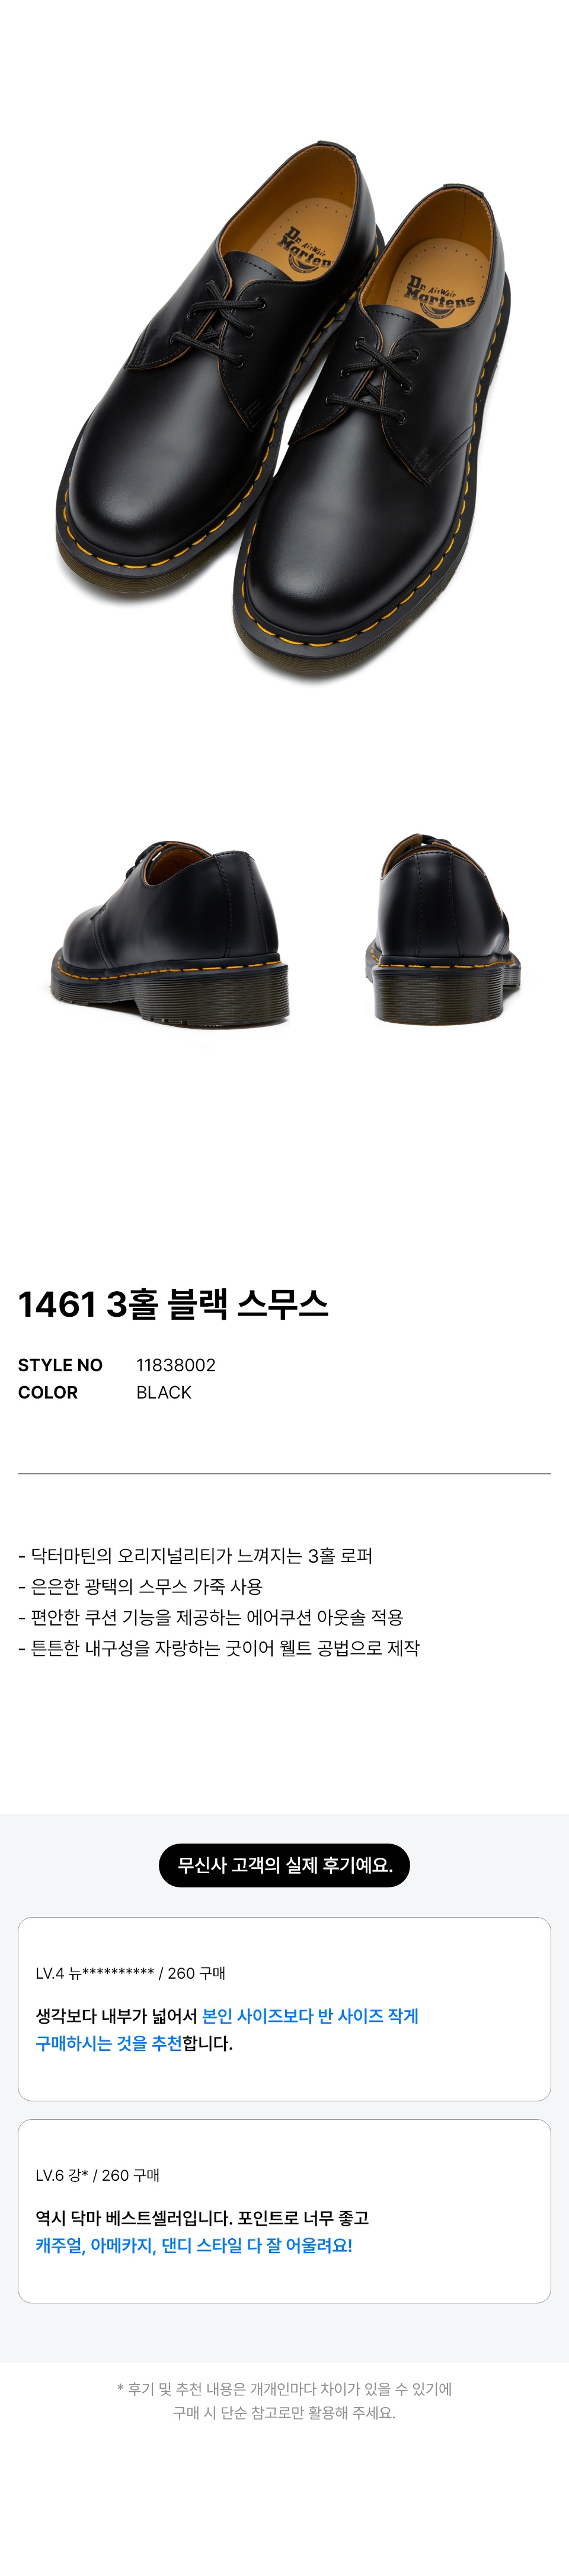 Dr. AirWair
Martens
Dr. AirWair
Martens
1461 3홀 블랙 스무스
STYLE NO 11838002
COLOR BLACK
- 닥터마틴의 오리지널리티가 느껴지는 3홀 로퍼
- 은은한 광택의 스무스 가죽 사용
- 편안한 쿠션 기능을 제공하는 에어쿠션 아웃솔 적용
- 튼튼한 내구성을 자랑하는 굿이어 웰트 공법으로 제작
무신사 고객의 실제 후기예요.
LV.4 뉴********** / 260 구매
생각보다 내부가 넓어서 본인 사이즈보다 반 사이즈 작게
구매하시는 것을 추천합니다.
LV.6 강* / 260 구매
역시 닥마 베스트셀러입니다. 포인트로 너무 좋고
캐주얼, 아메카지, 댄디 스타일 다 잘 어울려요!
* 후기 및 추천 내용은 개개인마다 차이가 있을 수 있기에
구매 시 단순 참고로만 활용해 주세요.